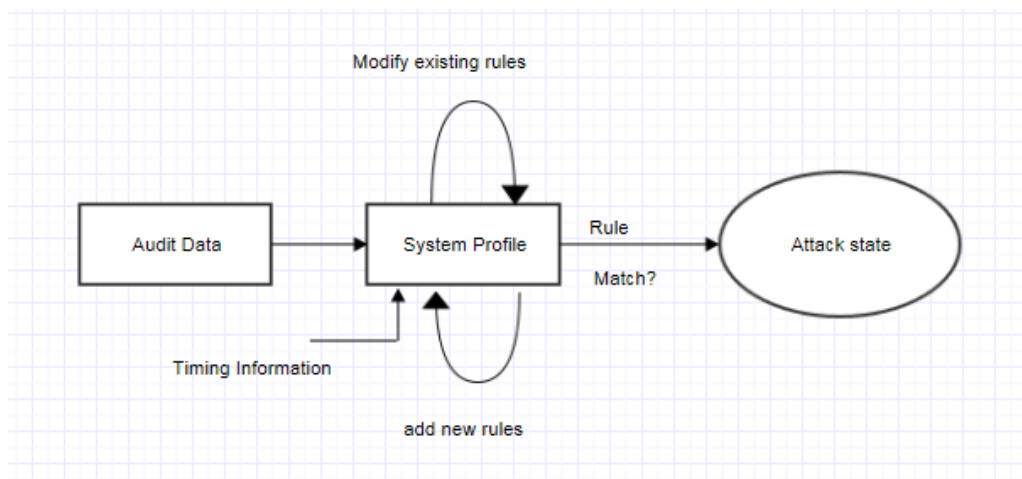 Modify existing rules
Audit Data
System Profile
Rule
Match?
Attack state
Timing Information
add new rules